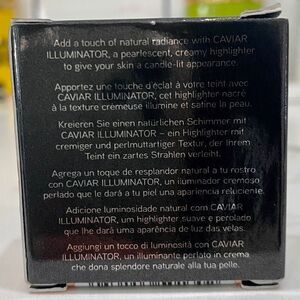 Add a touch of natural radiance with CAVIAR
ILLUMINATOR, a pearlescent, creamy highlighter
to give your skin a candle-lit appearance.
Apportez une touche d'éclat à votre teint avec
CAVIAR ILLUMINATOR, cet highlighter nacré
à la texture crémeuse illumine et satine la peau.
Kreieren Sie einen natürlichen Schimmer mit
CAVIAR ILLUMINATOR – ein Highlighter mit
cremiger und perlmuttartiger Textur, der Ihrem
Teint ein zartes Strahlen verleiht.
Agrega un toque de resplandor natural a tu rostro
con CAVIAR ILLUMINATOR, un iluminador cremoso
perlado que le dará a tu piel una apariencia reluciente.
Adicione luminosidade natural com CAVIAR
ILLUMINATOR, um highlighter suave e perolado
que lhe dará uma aparência de luz das velas.
Aggiungi un tocco di luminosità con CAVIAR
ILLUMINATOR, un illuminante perlato in crema
che dona splendore naturale alla tua pelle.